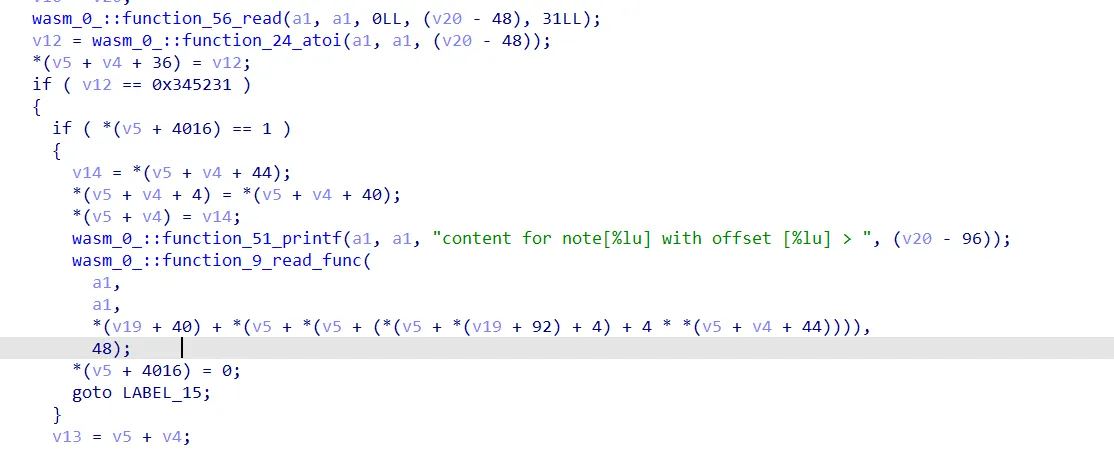 wasm_0_::function_56_read(a1, a1, 0LL, (v20 - 48), 31LL);
v12 = wasm_0_::function_24_atoi(a1, a1, (v20 - 48));
*(v5 + v4 + 36) = v12;
if ( v12 == 0x345231 )
{
if ( *(v5 + 4016) == 1 )
{
v14 = *(v5 + v4 + 44);
*(v5 + v4 + 4) = *(v5 + v4 + 40);
*(v5 + v4) = v14;
wasm_0_::function_51_printf(a1, a1, "content for note[%lu] with offset [%lu] > ", (v20 - 96));
wasm_0_::function_9_read_func(
a1,
a1,
*(v19 + 40) + *(v5 + *(v5 + (*(v5 + *(v19 + 92) + 4) + 4 * *(v5 + v4 + 44)))),
48);
*(v5 + 4016) = 0;
goto LABEL_15;
}
v13 = v5 + v4;